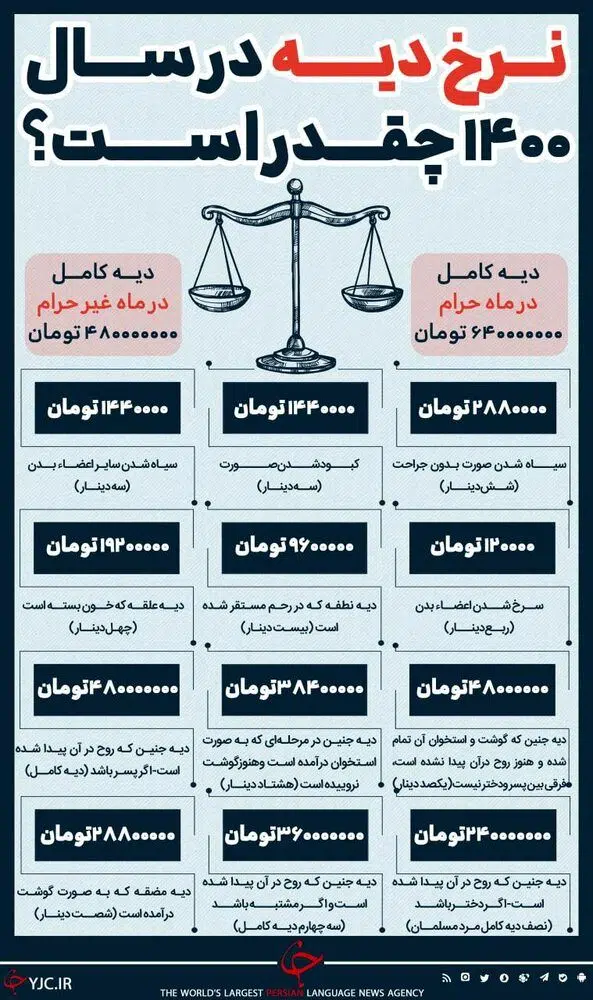 نرخ دیه در سال
۱۴۰۰ چقدر است؟
دیه کامل
در ماه حرام
۶۴۰۰۰۰۰۰۰ تومان
دیه کامل
در ماه غیر حرام
۴۸۰۰۰۰۰۰۰ تومان
۲۸۸۰۰۰۰ تومان
سیاه شدن صورت بدون جراحت
(شش دینار)
۱۴۴۰۰۰۰ تومان
کبود شدن صورت
(سه دینار)
۱۴۴۰۰۰۰ تومان
سیاه شدن سایر اعضاء بدن
(سه دینار)
۱۲۰۰۰۰ تومان
سرخ شدن اعضاء بدن
(ربع دینار)
۹۶۰۰۰۰۰ تومان
دیه نطفه که در رحم مستقر شده
است (بیست دینار)
۱۹۲۰۰۰۰۰ تومان
دیه علقه که خون بسته است
(چهل دینار)
۴۸۰۰۰۰۰۰ تومان
دیه جنین که گوشت و استخوان آن تمام
شده و هنوز روح درآن پیدا نشده است،
فرقی بین پسرودخترنیست(یکصد دینار)
۳۸۴۰۰۰۰۰ تومان
دیه جنین در مرحله‌ای که به صورت
استخوان درآمده است وهنوزگوشت
نروییده است (هشتاد دینار)
۴۸۰۰۰۰۰۰۰ تومان
دیه جنین که روح در آن پیدا شده
است-اگر پسر باشد (دیه کامل)
۲۴۰۰۰۰۰۰۰ تومان
دیه جنین که روح در آن پیدا شده
است-اگر دختر باشد
(نصف دیه کامل مرد مسلمان)
۳۶۰۰۰۰۰۰۰ تومان
دیه جنین که روح در آن پیدا شده
است و اگر مشتبه باشد
(سه چهارم دیه کامل)
۲۸۸۰۰۰۰۰ تومان
دیه مضقه که به صورت گوشت
درآمده است (شصت دینار)
YJC.IR
THE WORLD'S LARGEST PERSIAN LANGUAGE NEWS AGENCY